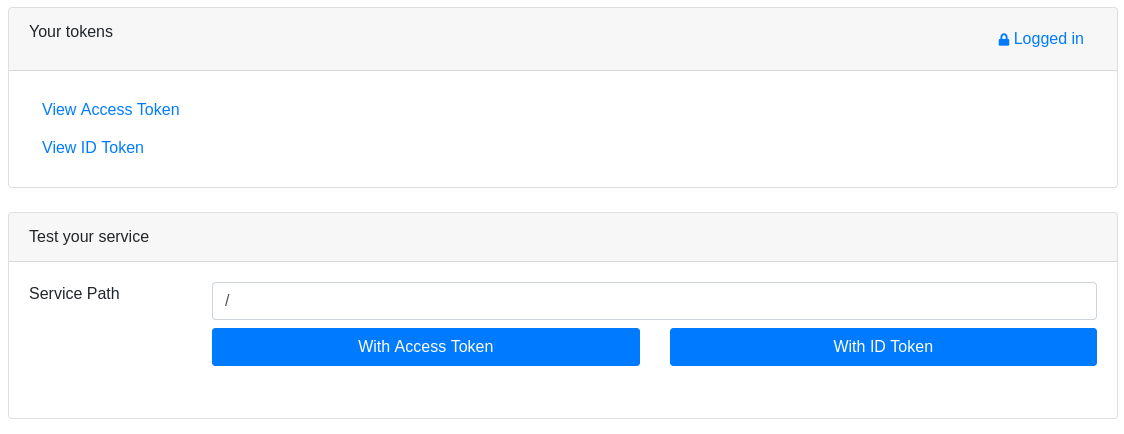 Your tokens
Logged in
View Access Token
View ID Token
Test your service
Service Path
/
With Access Token
With ID Token